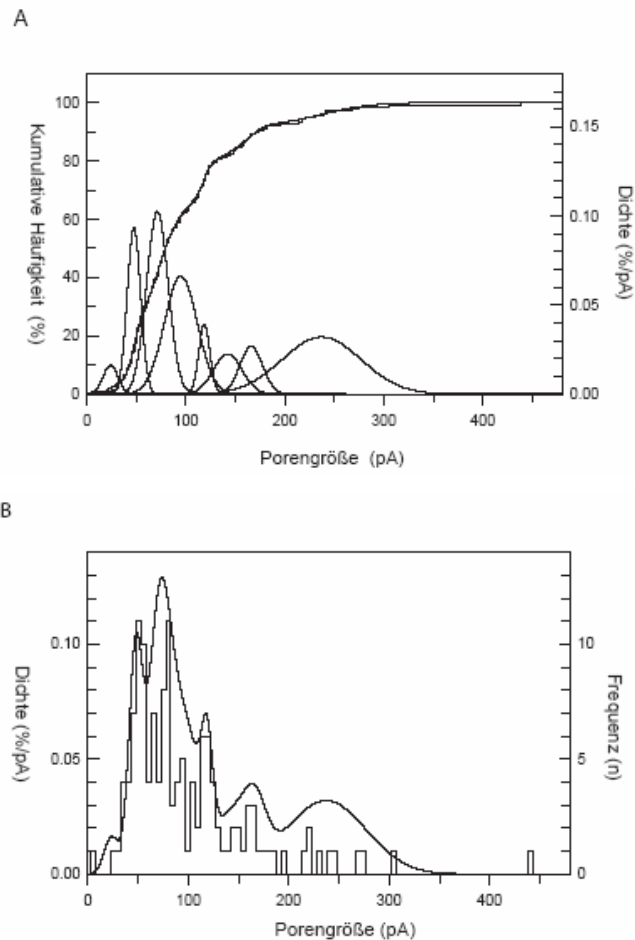 A
Kumulative Häufigkeit (%)
100
80
60
40
20
0
0.15
0.10
0.05
0.00
Dichte (%/pA)
0 100 200 300 400
Porengröße (pA)
B
Dichte (%/pA)
0.10
0.05
0.00
10
5
0
Frequenz (n)
0 100 200 300 400
Porengröße (pA)